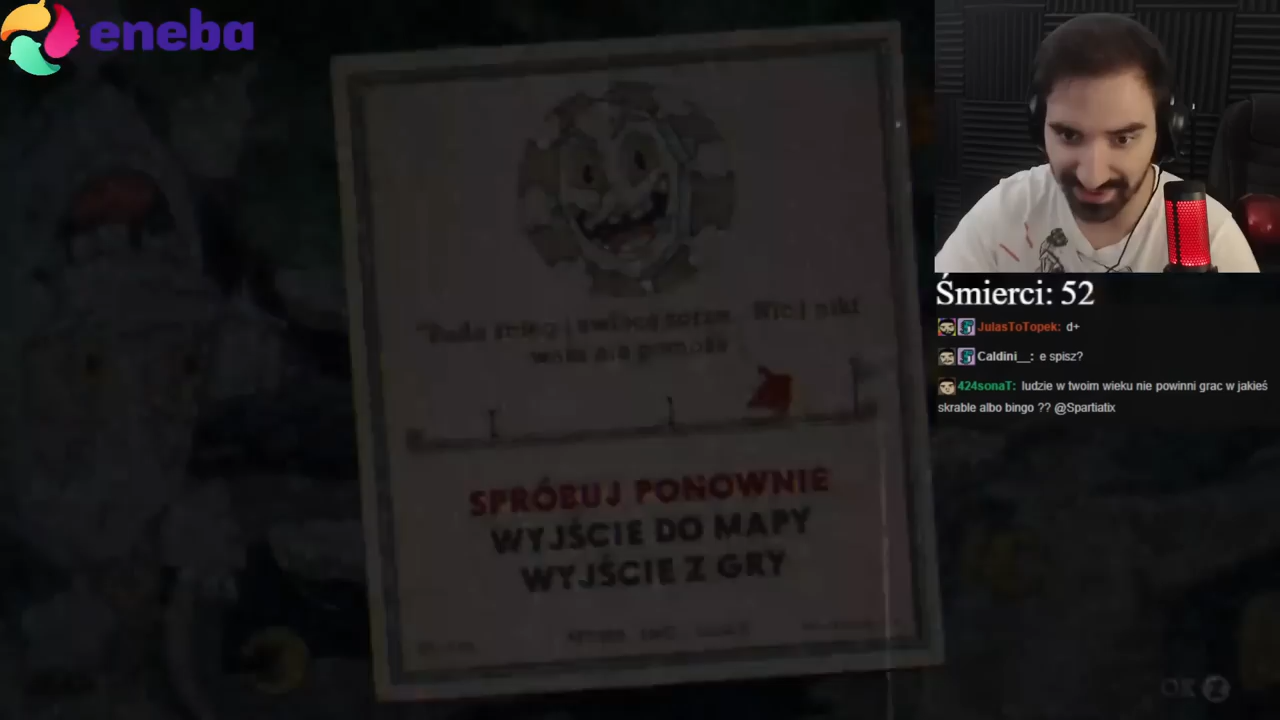 eneba
SPRÓBUJ PONOWNIE
WYJŚCIE DO MAPY
WYJŚCIE Z GRY
OK Z
Śmierci: 52
JulasToTopek: d+
Caldini__: e spisz?
424sonaT: ludzie w twoim wieku nie powinni grac w jakieś
skrable albo bingo ?? @Spartiatix